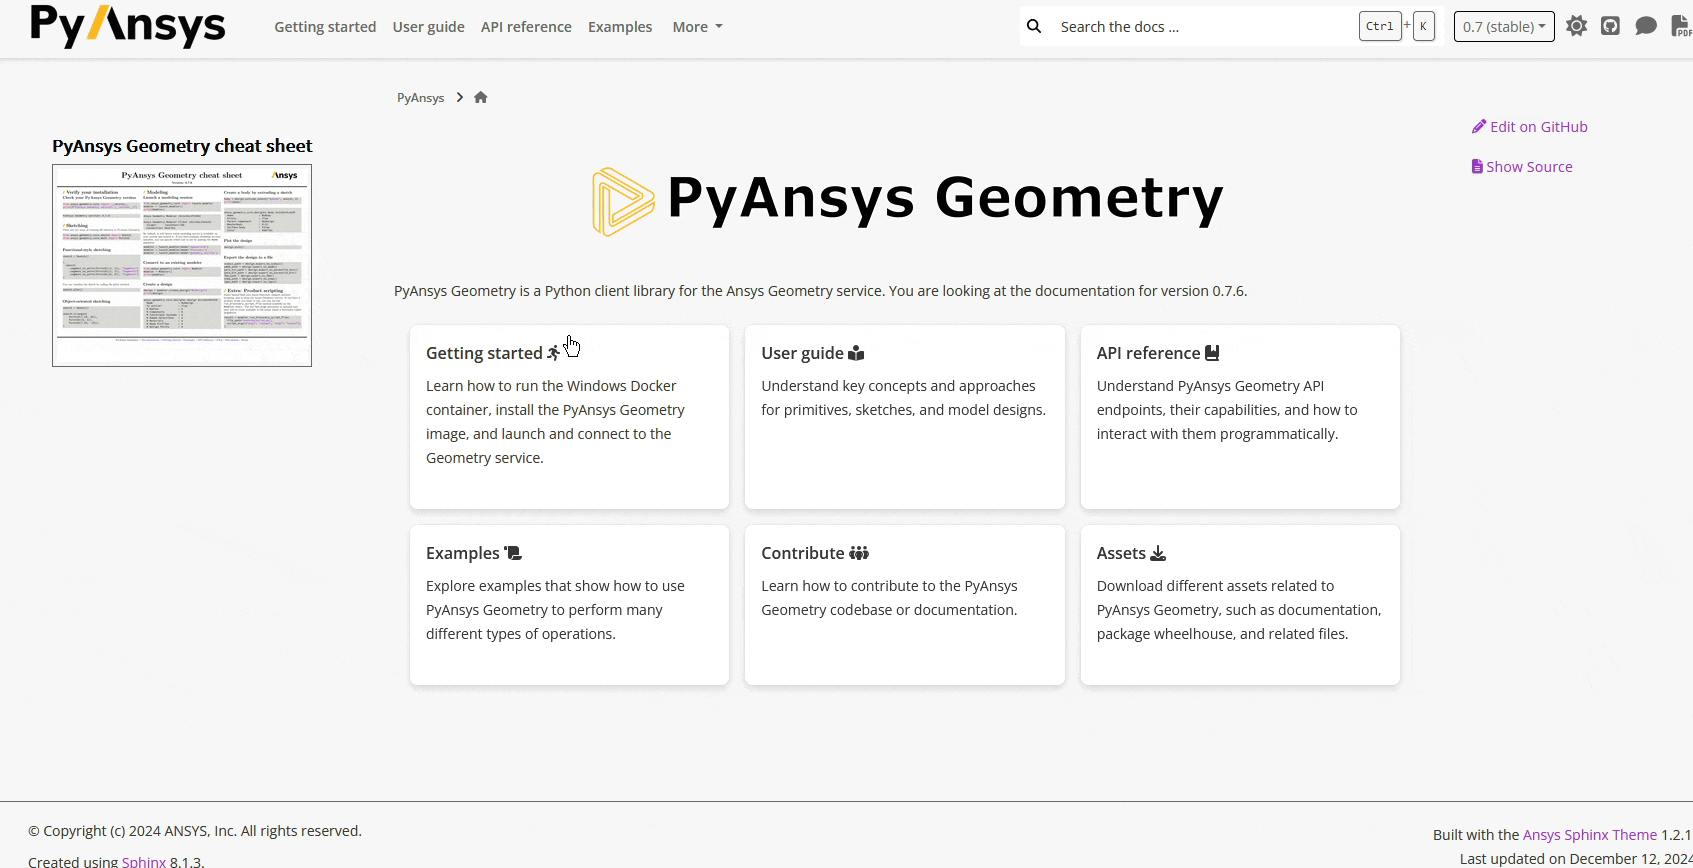 PyAnsys
Getting started User guide API reference Examples More
Search the docs ... Ctrl + K
0.7 (stable)
PDF
PyAnsys
PyAnsys Geometry cheat sheet
PyAnsys Geometry cheat sheet
Ansys
Edit on GitHub
Show Source
PyAnsys Geometry
PyAnsys Geometry is a Python client library for the Ansys Geometry service. You are looking at the documentation for version 0.7.6.
Getting started
Learn how to run the Windows Docker
container, install the PyAnsys Geometry
image, and launch and connect to the
Geometry service.
User guide
Understand key concepts and approaches
for primitives, sketches, and model designs.
API reference
Understand PyAnsys Geometry API
endpoints, their capabilities, and how to
interact with them programmatically.
Examples
Explore examples that show how to use
PyAnsys Geometry to perform many
different types of operations.
Contribute
Learn how to contribute to the PyAnsys
Geometry codebase or documentation.
Assets
Download different assets related to
PyAnsys Geometry, such as documentation,
package wheelhouse, and related files.
© Copyright (c) 2024 ANSYS, Inc. All rights reserved.
Created using Sphinx 8.1.3.
Built with the Ansys Sphinx Theme 1.2.1
Last updated on December 12, 2024